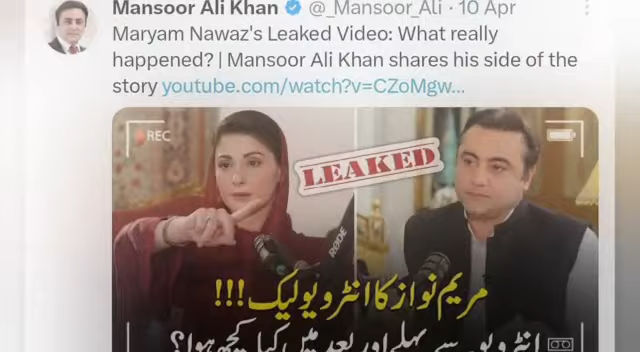 Mansoor Ali Khan @_Mansoor_Ali · 10 Apr
Maryam Nawaz's Leaked Video: What really
happened? | Mansoor Ali Khan shares his side of the
story youtube.com/watch?v=CZoMgw...
REC
LEAKED
RØDE
مریم نواز کا انٹرویو لیک!!!
انٹرویو سے پہلے اور بعد میں کیا کچھ ہوا؟